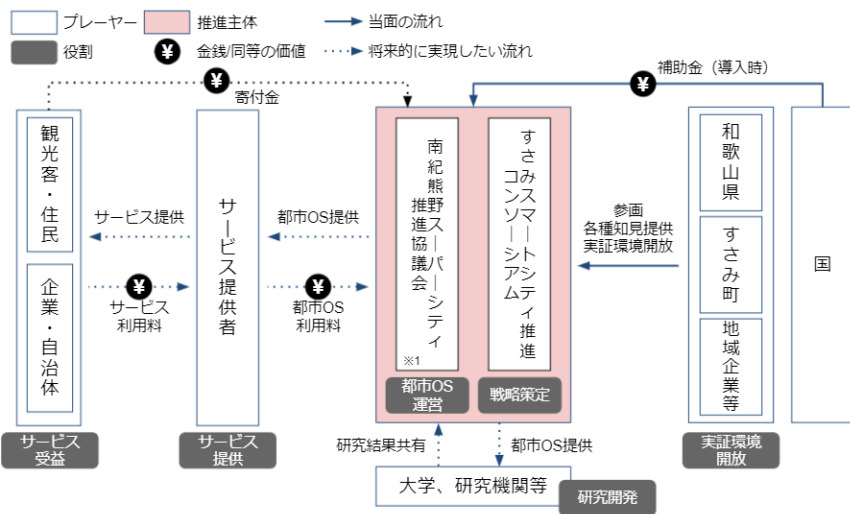 プレーヤー
推進主体
当面の流れ
役割
¥
金銭/同等の価値
将来的に実現したい流れ
¥
寄付金
¥
補助金（導入時）
観光客・住民
企業・自治体
サービス
受益
サービス提供
¥
サービス
利用料
サービス提供者
サービス
提供
都市OS提供
¥
都市OS
利用料
南紀熊野スーパーシティ
推進協議会
※1
都市OS
運営
すさみスマートシティ推進
コンソーシアム
戦略策定
参画
各種知見提供
実証環境開放
和歌山県
すさみ町
地域企業等
実証環境
開放
国
研究結果共有
都市OS提供
大学、研究機関等
研究開発